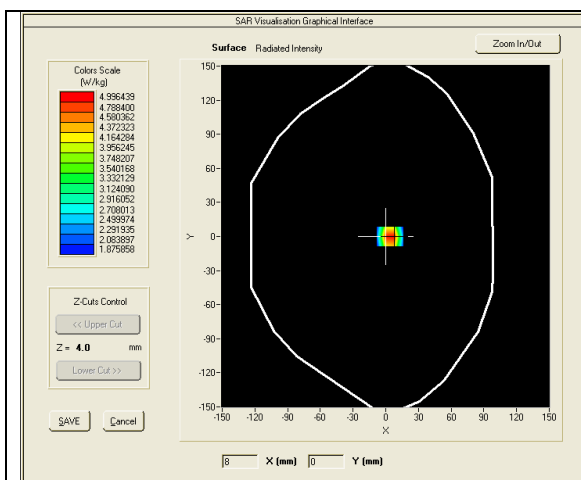 SAR Visualisation Graphical Interface
Surface Radiated Intensity
Zoom In/Out
Colors Scale
(W/kg)
4.996439
4.788400
4.580362
4.372323
4.164284
3.956245
3.748207
3.540168
3.332129
3.124090
2.916052
2.708013
2.499974
2.291935
2.083897
1.875858
Z-Cuts Control
<< Upper Cut
Z = 4.0 mm
Lower Cut >>
SAVE Cancel
150
120
90
60
30
0
-30
-60
-90
-120
-150
Y
-150 -120 -90 -60 -30 0 30 60 90 120 150
X
8 X (mm) 0 Y (mm)